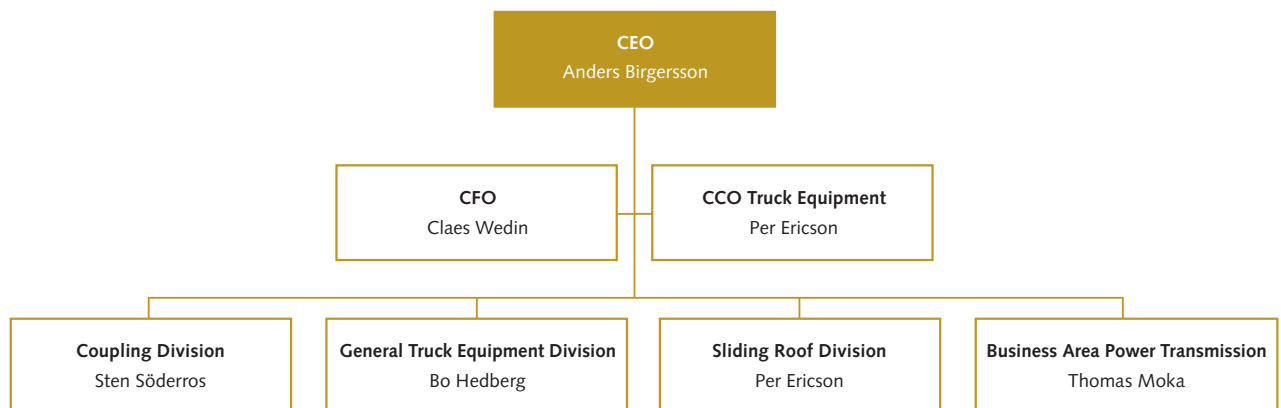 CEO
Anders Birgersson
CFO
Claes Wedin
CCO Truck Equipment
Per Ericson
Coupling Division
Sten Söderros
General Truck Equipment Division
Bo Hedberg
Sliding Roof Division
Per Ericson
Business Area Power Transmission
Thomas Moka